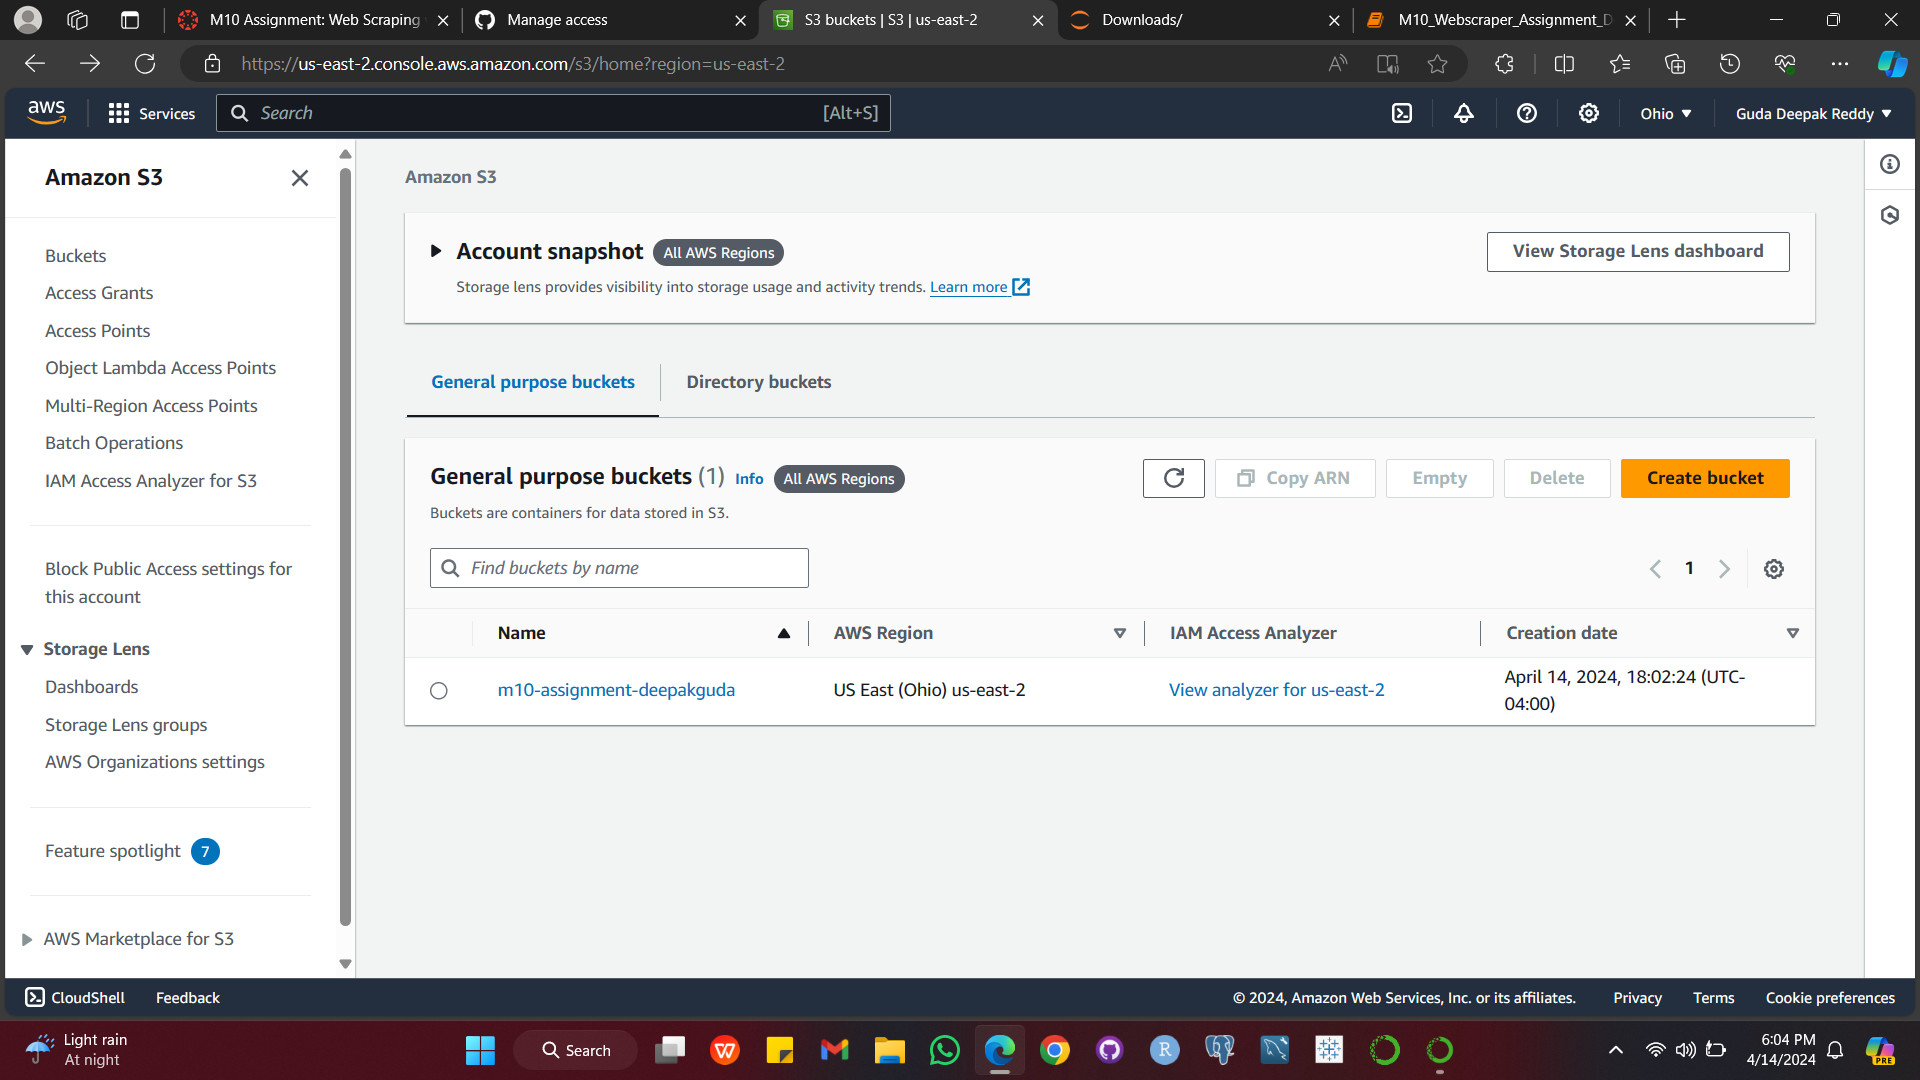 M10 Assignment: Web Scraping
Manage access
S3 buckets | S3 | us-east-2
Downloads/
M10_Webscraper_Assignment_D
https://us-east-2.console.aws.amazon.com/s3/home?region=us-east-2
aws
Services
Search
[Alt+S]
Ohio
Guda Deepak Reddy
Amazon S3
Buckets
Access Grants
Access Points
Object Lambda Access Points
Multi-Region Access Points
Batch Operations
IAM Access Analyzer for S3
Block Public Access settings for
this account
Storage Lens
Dashboards
Storage Lens groups
AWS Organizations settings
Feature spotlight 7
AWS Marketplace for S3
Amazon S3
Account snapshot All AWS Regions
View Storage Lens dashboard
Storage lens provides visibility into storage usage and activity trends. Learn more
General purpose buckets
Directory buckets
General purpose buckets (1) Info All AWS Regions
Copy ARN
Empty
Delete
Create bucket
Buckets are containers for data stored in S3.
Find buckets by name
1
Name
AWS Region
IAM Access Analyzer
Creation date
m10-assignment-deepakguda
US East (Ohio) us-east-2
View analyzer for us-east-2
April 14, 2024, 18:02:24 (UTC-
04:00)
CloudShell
Feedback
© 2024, Amazon Web Services, Inc. or its affiliates.
Privacy
Terms
Cookie preferences
Light rain
At night
Search
W
R
6:04 PM
4/14/2024
PRE